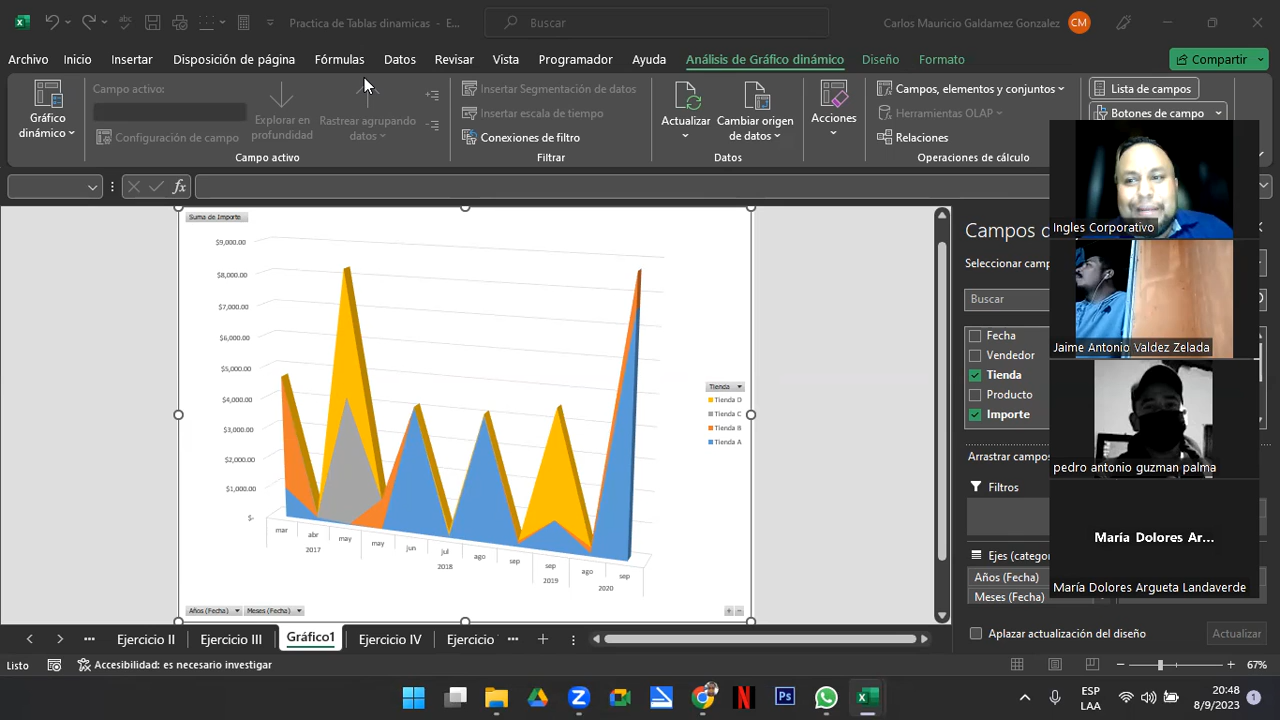 Practica de Tablas dinamicas - E...
Buscar
Carlos Mauricio Galdamez Gonzalez
CM
Archivo
Inicio
Insertar
Disposición de página
Fórmulas
Datos
Revisar
Vista
Programador
Ayuda
Análisis de Gráfico dinámico
Diseño
Formato
Compartir
Gráfico
dinámico
Campo activo:
Configuración de campo
Explorar en
profundidad
Rastrear agrupando
datos
Campo activo
Insertar Segmentación de datos
Insertar escala de tiempo
Conexiones de filtro
Filtrar
Actualizar
Cambiar origen
de datos
Datos
Acciones
Campos, elementos y conjuntos
Herramientas OLAP
Relaciones
Operaciones de cálculo
Lista de campos
Botones de campo
fx
Suma de Importe
$9,000.00
$8,000.00
$7,000.00
$6,000.00
$5,000.00
$4,000.00
$3,000.00
$2,000.00
$1,000.00
$-
mar
abr
may
may
jun
jul
ago
sep
sep
ago
sep
2017
2018
2019
2020
Tienda
Tienda D
Tienda C
Tienda B
Tienda A
Años (Fecha)
Meses (Fecha)
Campos d
Seleccionar camp
Buscar
Fecha
Vendedor
Tienda
Producto
Importe
Arrastrar campos
Filtros
Ejes (catego
Años (Fecha)
Meses (Fecha)
Aplazar actualización del diseño
Actualizar
Ingles Corporativo
Jaime Antonio Valdez Zelada
pedro antonio guzman palma
María Dolores Ar...
María Dolores Argueta Landaverde
Ejercicio II
Ejercicio III
Gráfico1
Ejercicio IV
Ejercicio
Listo
Accesibilidad: es necesario investigar
67%
Ps
ESP
LAA
20:48
8/9/2023
1